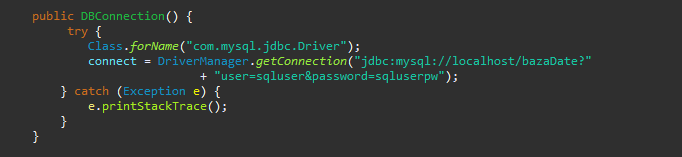 public DBConnection() {
try {
Class.forName("com.mysql.jdbc.Driver");
connect = DriverManager.getConnection("jdbc:mysql://localhost/bazaDate?"
+ "user=sqluser&password=sqluserpw");
} catch (Exception e) {
e.printStackTrace();
}
}